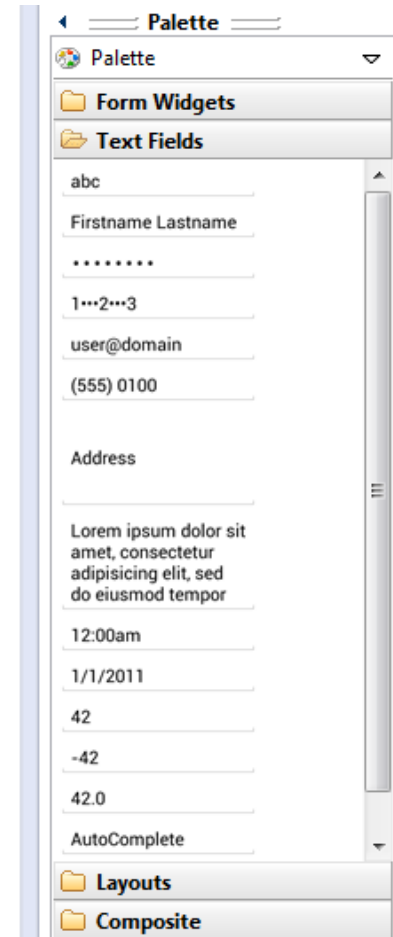 Palette
Palette
Form Widgets
Text Fields
abc
Firstname Lastname
••••••••
1•••2•••3
user@domain
(555) 0100
Address
Lorem ipsum dolor sit
amet, consectetur
adipisicing elit, sed
do eiusmod tempor
12:00am
1/1/2011
42
-42
42.0
AutoComplete
Layouts
Composite